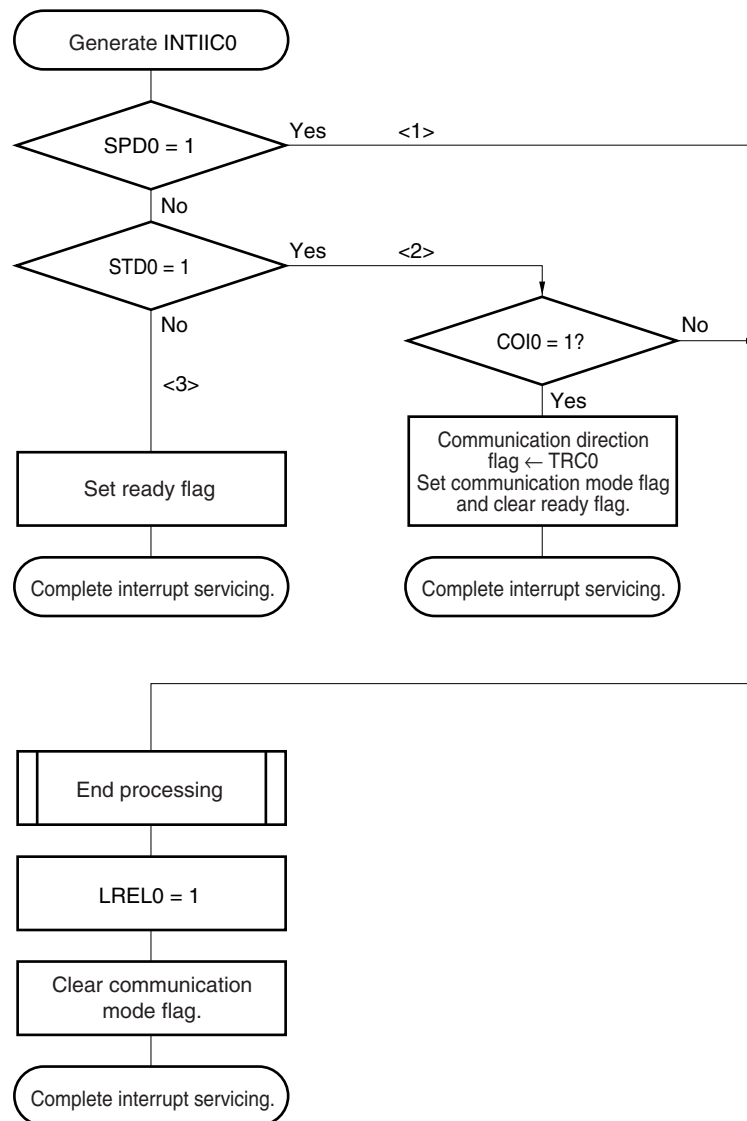 Generate INTIIC0
SPD0 = 1
Yes
<1>
No
STD0 = 1
Yes
<2>
No
COI0 = 1?
No
<3>
Yes
Set ready flag
Communication direction
flag ← TRC0
Set communication mode flag
and clear ready flag.
Complete interrupt servicing.
Complete interrupt servicing.
End processing
LREL0 = 1
Clear communication
mode flag.
Complete interrupt servicing.